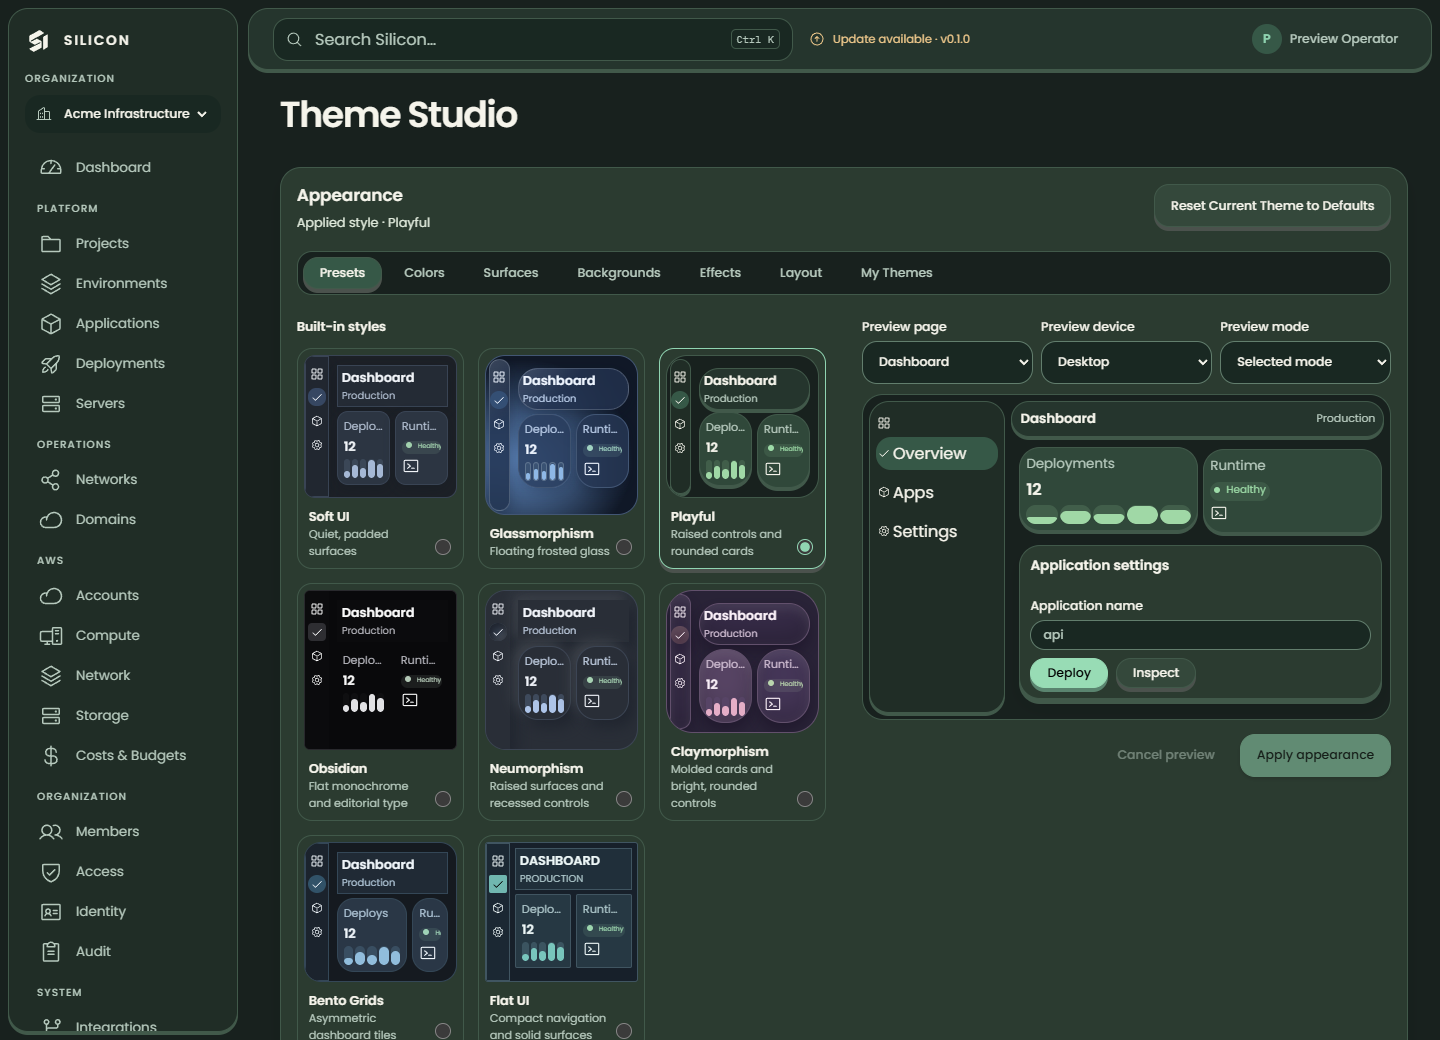 SILICON
ORGANIZATION
Acme Infrastructure
Dashboard
PLATFORM
Projects
Environments
Applications
Deployments
Servers
OPERATIONS
Networks
Domains
AWS
Accounts
Compute
Network
Storage
Costs & Budgets
ORGANIZATION
Members
Access
Identity
Audit
SYSTEM
Integrations
Search Silicon...
Ctrl K
Update available · v0.1.0
P
Preview Operator
Theme Studio
Appearance
Applied style · Playful
Reset Current Theme to Defaults
Presets
Colors
Surfaces
Backgrounds
Effects
Layout
My Themes
Built-in styles
Dashboard
Production
Deplo...
12
Runti...
Healthy
Soft UI
Quiet, padded
surfaces
Dashboard
Production
Deplo...
12
Runti...
Healthy
Glassmorphism
Floating frosted glass
Dashboard
Production
Deplo...
12
Runti...
Healthy
Playful
Raised controls and
rounded cards
Dashboard
Production
Deplo...
12
Runti...
Healthy
Obsidian
Flat monochrome
and editorial type
Dashboard
Production
Deplo...
12
Runti...
Healthy
Neumorphism
Raised surfaces and
recessed controls
Dashboard
Production
Deplo...
12
Runti...
Healthy
Claymorphism
Molded cards and
bright, rounded
controls
Dashboard
Production
Deploys
12
Ru...
Bento Grids
Asymmetric
dashboard tiles
DASHBOARD
PRODUCTION
Deplo...
12
Runti...
Healthy
Flat UI
Compact navigation
and solid surfaces
Preview page
Dashboard
Preview device
Desktop
Preview mode
Selected mode
Overview
Apps
Settings
Dashboard
Production
Deployments
12
Runtime
Healthy
Application settings
Application name
api
Deploy
Inspect
Cancel preview
Apply appearance